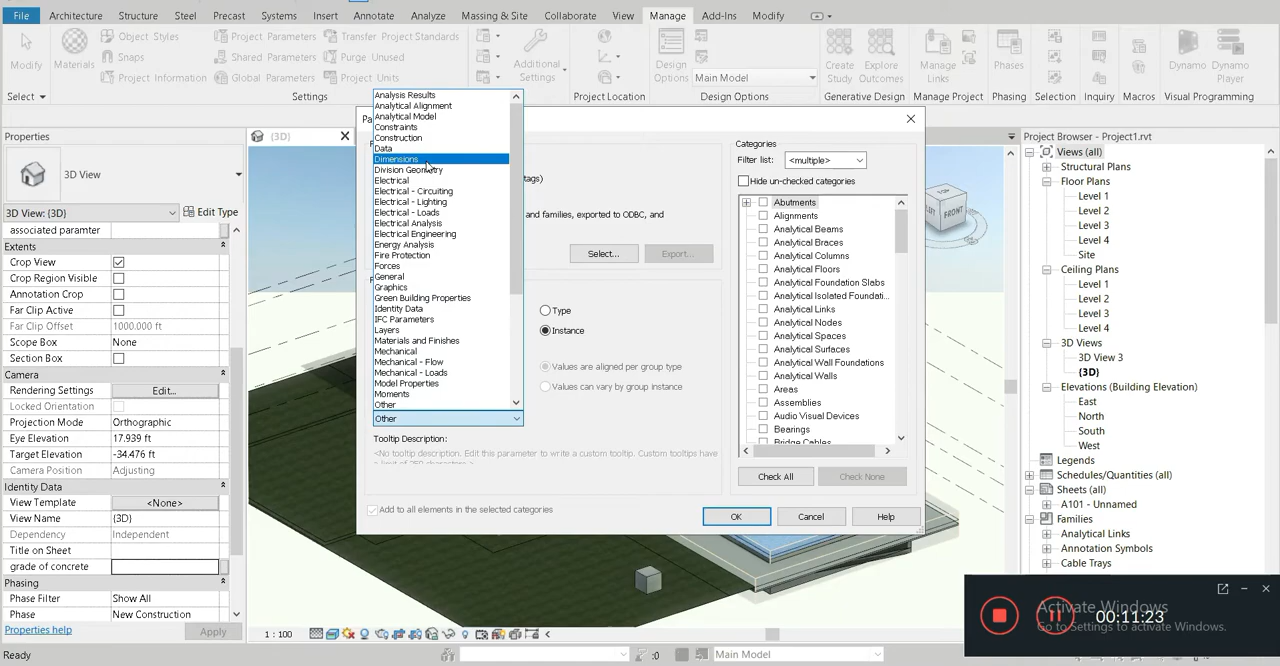 File Architecture Structure Steel Precast Systems Insert Annotate Analyze Massing & Site Collaborate View Manage Add-Ins Modify
Modify
Materials
Object Styles
Snaps
Project Information
Project Parameters
Shared Parameters
Global Parameters
Transfer Project Standards
Purge Unused
Project Units
Additional
Settings
Design
Options
Main Model
Create
Study
Explore
Outcomes
Manage
Links
Phases
Dynamo
Dynamo
Player
Select
Settings
Project Location
Design Options
Generative Design
Manage Project
Phasing
Selection
Inquiry
Macros
Visual Programming
Properties
3D View
3D View: {3D}
Edit Type
associated paramter
Extents
Crop View
Crop Region Visible
Annotation Crop
Far Clip Active
Far Clip Offset 1000.000 ft
Scope Box None
Section Box
Camera
Rendering Settings Edit...
Locked Orientation
Projection Mode Orthographic
Eye Elevation 17.939 ft
Target Elevation -34.476 ft
Camera Position Adjusting
Identity Data
View Template <None>
View Name {3D}
Dependency Independent
Title on Sheet
grade of concrete
Phasing
Phase Filter Show All
Phase New Construction
Properties help
Apply
{3D}
Analysis Results
Analytical Alignment
Analytical Model
Constraints
Construction
Data
Dimensions
Division Geometry
Electrical
Electrical - Circuiting
Electrical - Lighting
Electrical - Loads
Electrical Analysis
Electrical Engineering
Energy Analysis
Fire Protection
Forces
General
Graphics
Green Building Properties
Identity Data
IFC Parameters
Layers
Materials and Finishes
Mechanical
Mechanical - Flow
Mechanical - Loads
Model Properties
Moments
Other
Other
tags)
and families, exported to ODBC, and
Select...
Export...
Type
Instance
Values are aligned per group type
Values can vary by group instance
Tooltip Description:
<No tooltip description. Edit this parameter to write a custom tooltip. Custom tooltips have
Add to all elements in the selected categories
Categories
Filter list: <multiple>
Hide un-checked categories
Abutments
Alignments
Analytical Beams
Analytical Braces
Analytical Columns
Analytical Floors
Analytical Foundation Slabs
Analytical Isolated Foundati...
Analytical Links
Analytical Nodes
Analytical Spaces
Analytical Surfaces
Analytical Wall Foundations
Analytical Walls
Areas
Assemblies
Audio Visual Devices
Bearings
Bridge Cables
Check All
Check None
OK
Cancel
Help
FRONT
Project Browser - Project1.rvt
Views (all)
Structural Plans
Floor Plans
Level 1
Level 2
Level 3
Level 4
Site
Ceiling Plans
Level 1
Level 2
Level 3
Level 4
3D Views
3D View 3
{3D}
Elevations (Building Elevation)
East
North
South
West
Legends
Schedules/Quantities (all)
Sheets (all)
A101 - Unnamed
Families
Analytical Links
Annotation Symbols
Cable Trays
Activate Windows
Go to Settings to activate Windows.
00:11:23
1 : 100
Ready
:0
Main Model